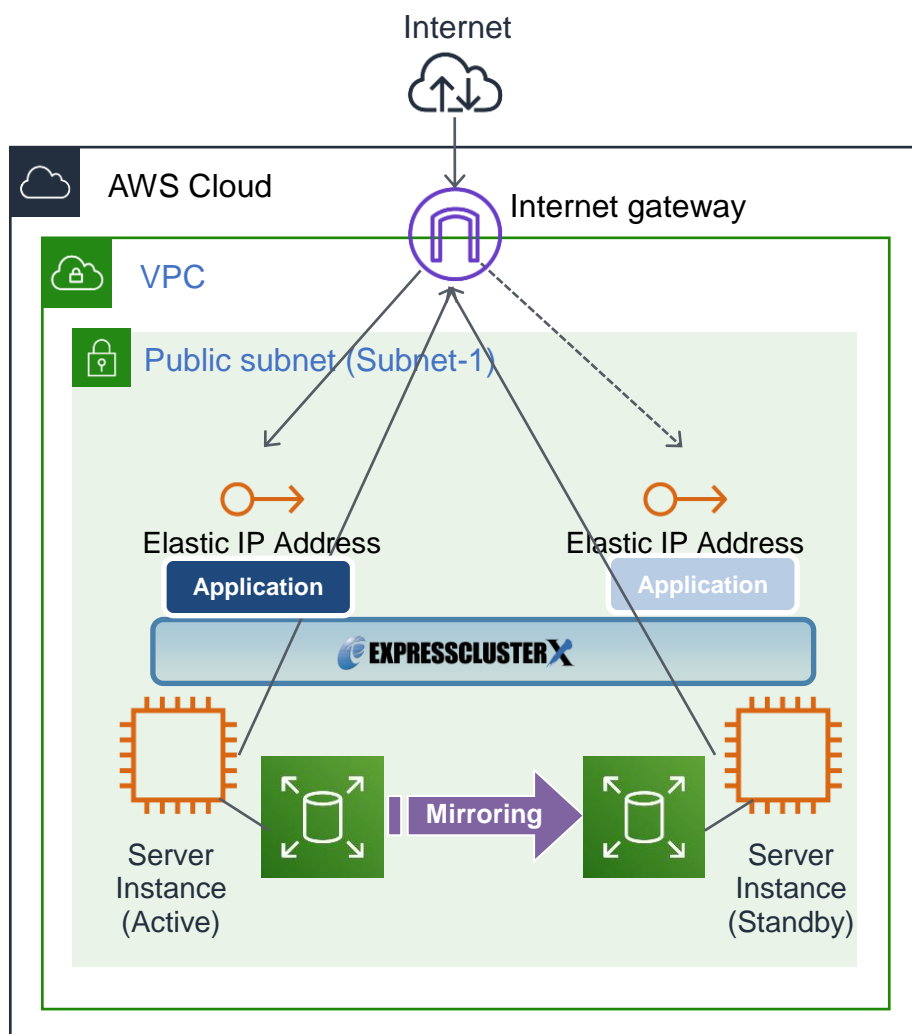 Internet
AWS Cloud
Internet gateway
VPC
Public subnet (Subnet-1)
Elastic IP Address
Elastic IP Address
Application
Application
EXPRESSCLUSTER X
Mirroring
Server
Instance
(Active)
Server
Instance
(Standby)